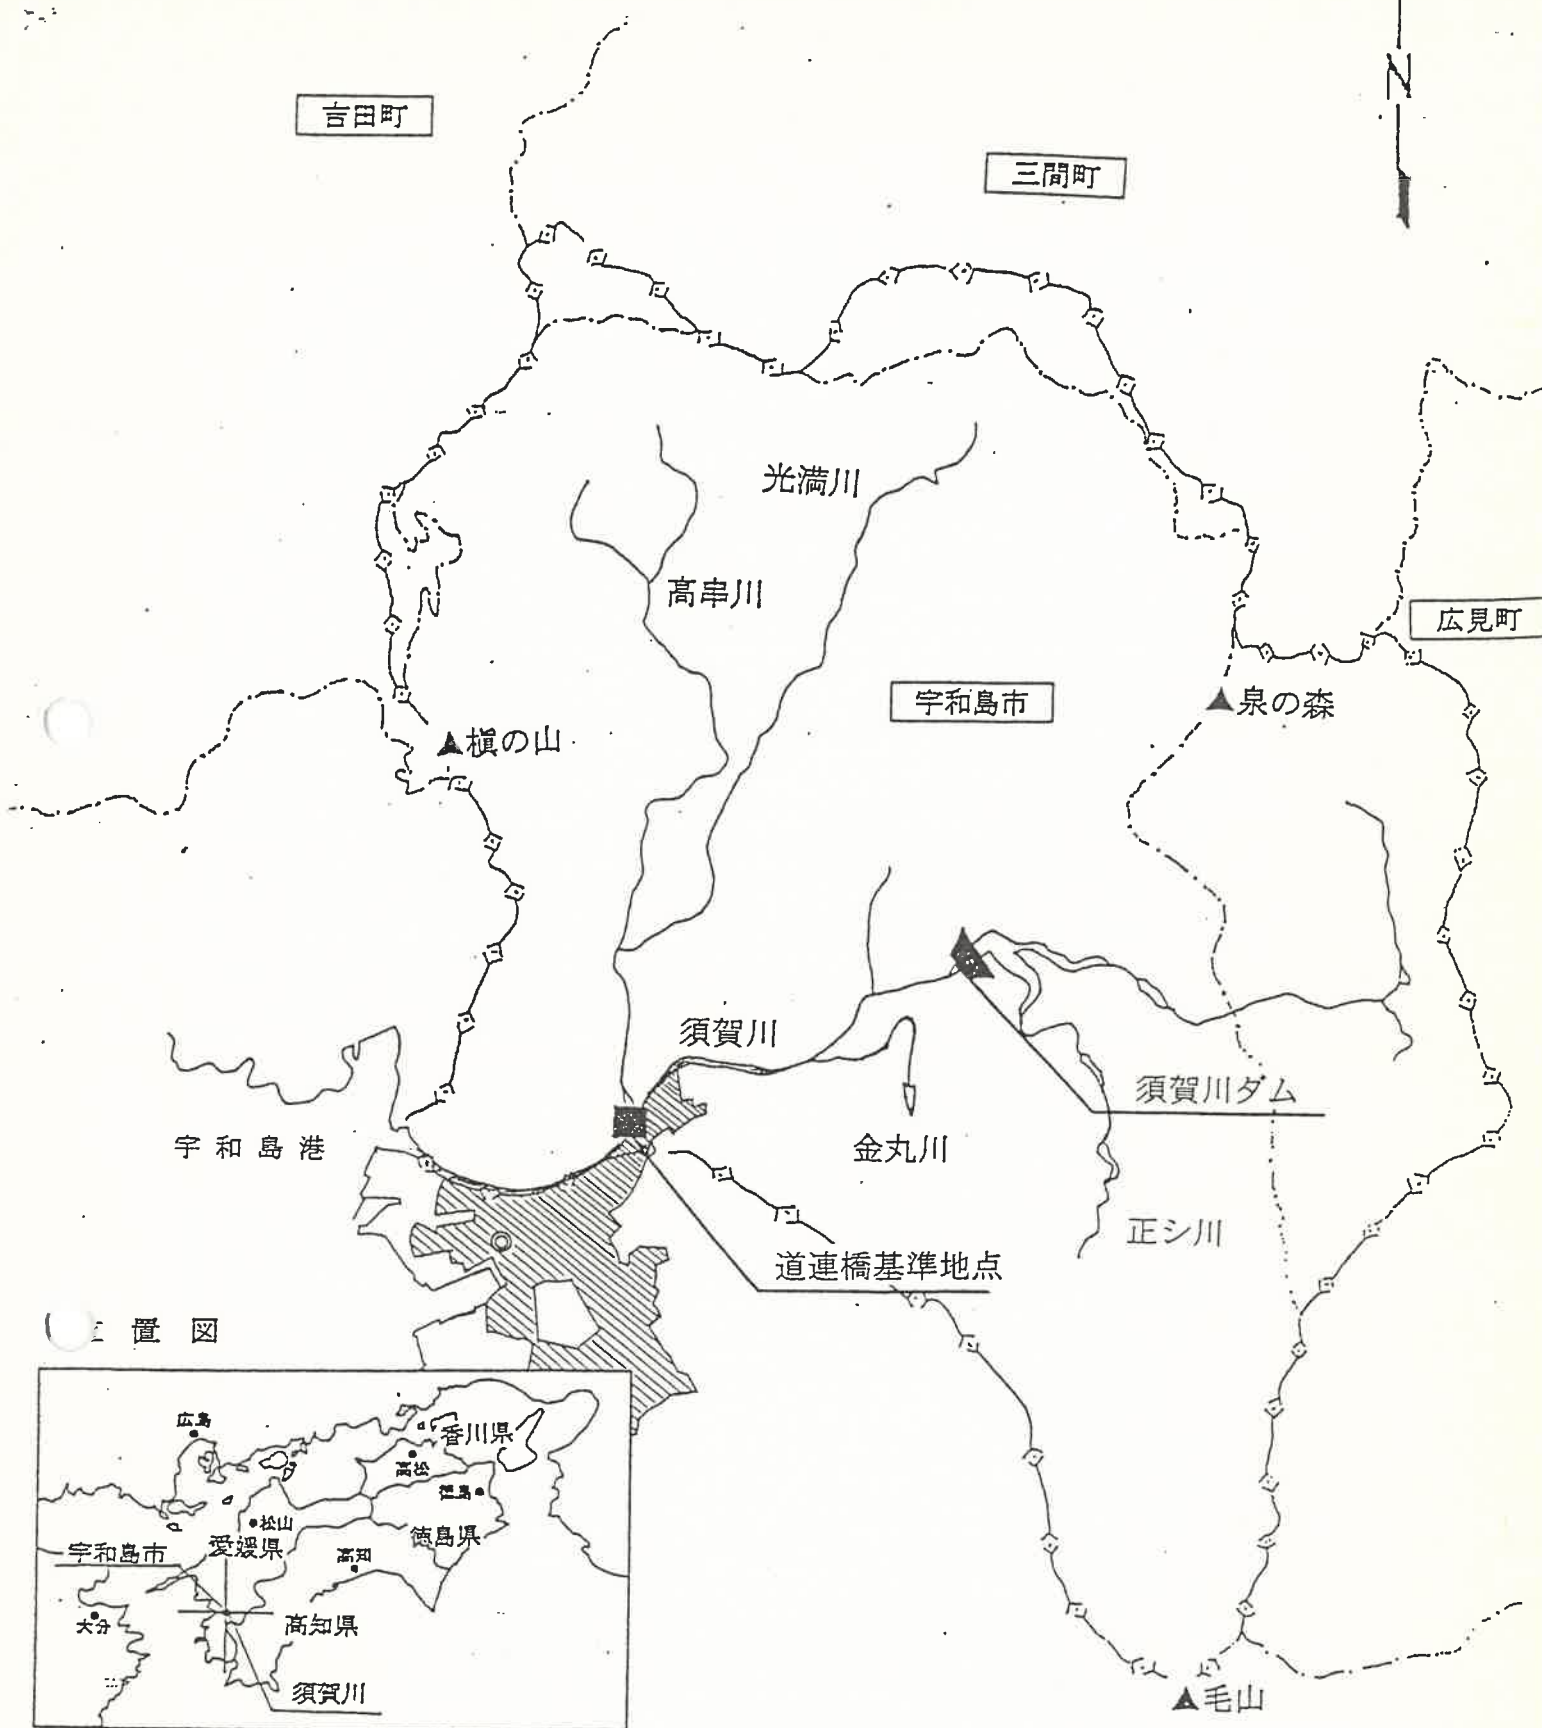 N
吉田町
三間町
光満川
高串川
広見町
宇和島市
泉の森
槇の山
須賀川
須賀川ダム
宇和島港
金丸川
正シ川
道連橋基準地点
置図
広島
香川県
高松
徳島
松山
徳島県
愛媛県
宇和島市
高知
大分
高知県
須賀川
毛山